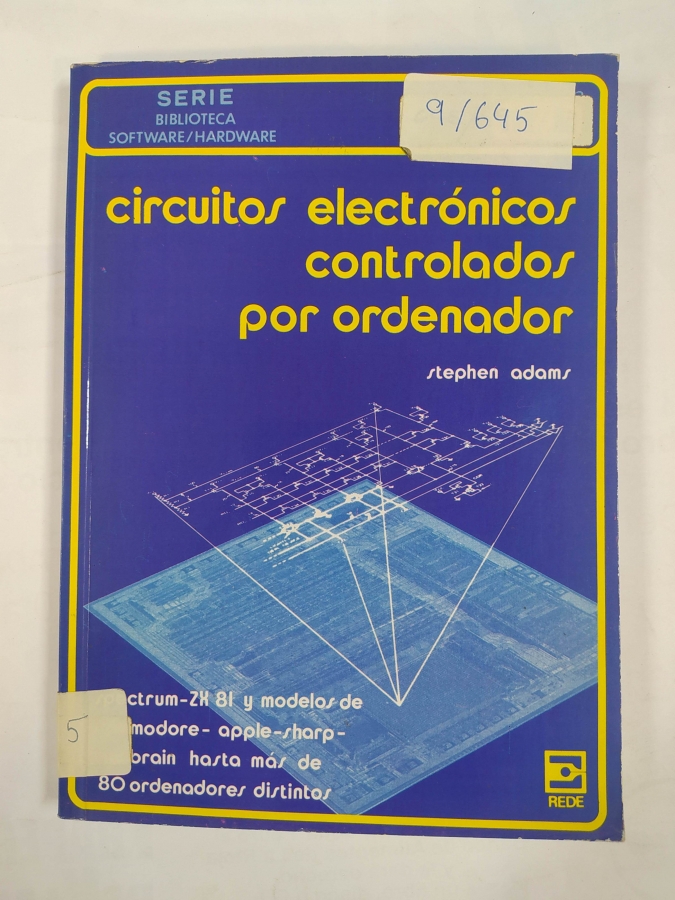 SERIE
BIBLIOTECA
SOFTWARE/HARDWARE
9/645
circuitos electrónicos
controlados
por ordenador
stephen adams
ZX 81 y modelos de
apple-sharp-
hasta más de
80 ordenadores distintos
5
REDE